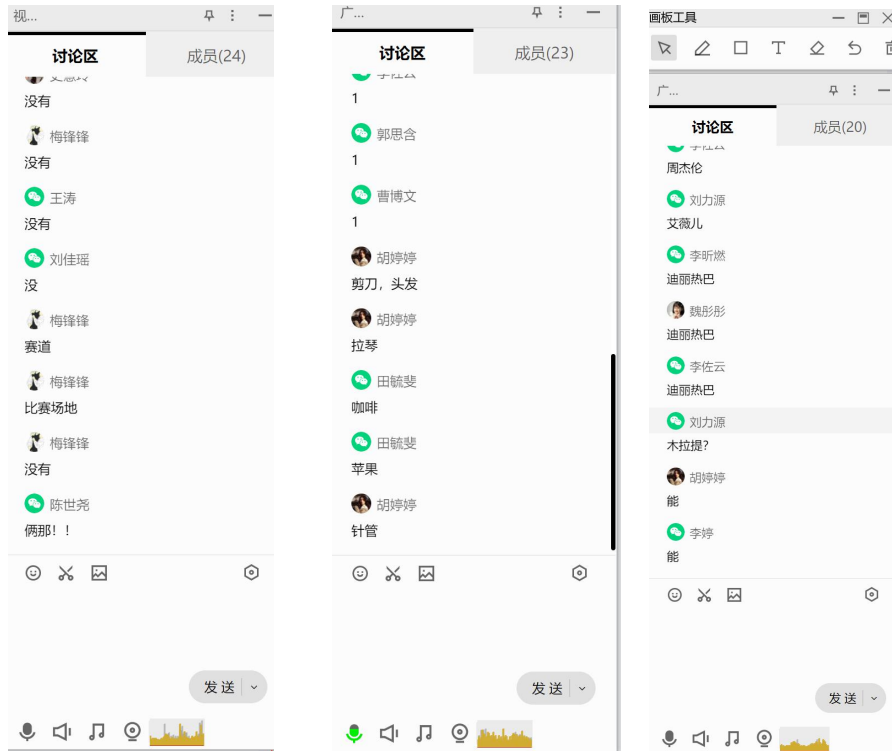 视...
讨论区
成员(24)
没有
梅锋锋
没有
王涛
没有
刘佳瑶
没
梅锋锋
赛道
梅锋锋
比赛场地
梅锋锋
没有
陈世尧
俩那！！
发送
广...
讨论区
成员(23)
1
郭思含
1
曹博文
1
胡婷婷
剪刀，头发
胡婷婷
拉琴
田毓斐
咖啡
田毓斐
苹果
胡婷婷
针管
发送
画板工具
T
广...
讨论区
成员(20)
周杰伦
刘力源
艾薇儿
李昕燃
迪丽热巴
魏彤彤
迪丽热巴
李佐云
迪丽热巴
刘力源
木拉提？
胡婷婷
能
李婷
能
发送